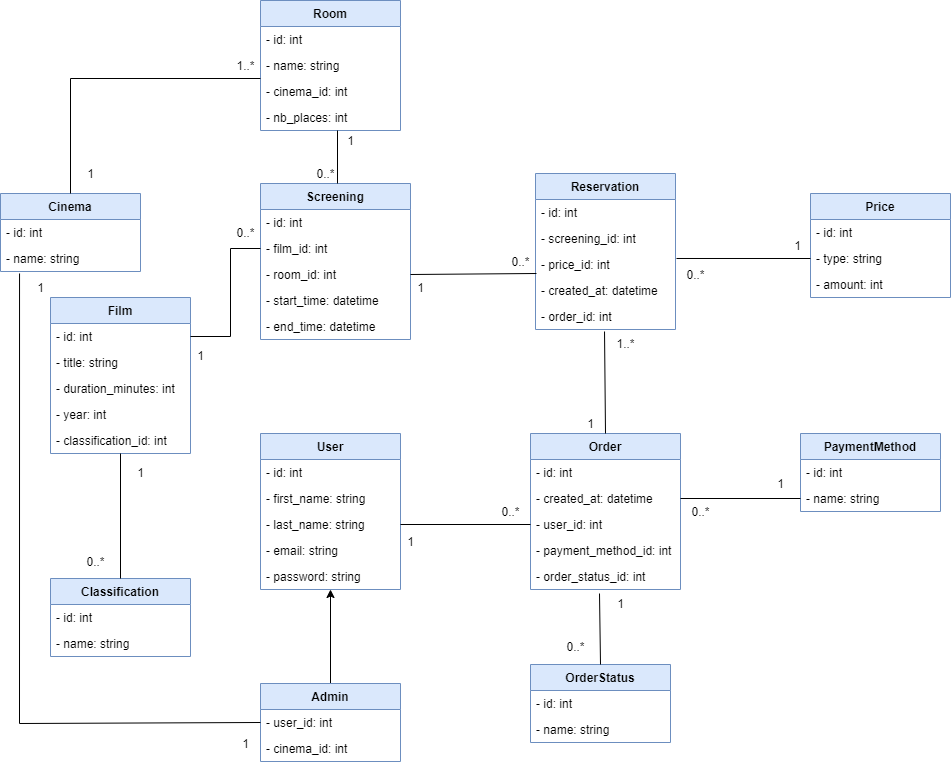 Room
- id: int
- name: string
- cinema_id: int
- nb_places: int
1..*
1
1
0..*
Cinema
- id: int
- name: string
1
Screening
- id: int
- film_id: int
- room_id: int
- start_time: datetime
- end_time: datetime
0..*
1
0..*
Reservation
- id: int
- screening_id: int
- price_id: int
- created_at: datetime
- order_id: int
1
0..*
Price
- id: int
- type: string
- amount: int
Film
- id: int
- title: string
- duration_minutes: int
- year: int
- classification_id: int
1
1
0..*
1..*
1
User
- id: int
- first_name: string
- last_name: string
- email: string
- password: string
1
0..*
Order
- id: int
- created_at: datetime
- user_id: int
- payment_method_id: int
- order_status_id: int
1
0..*
PaymentMethod
- id: int
- name: string
Classification
- id: int
- name: string
1
0..*
OrderStatus
- id: int
- name: string
Admin
- user_id: int
- cinema_id: int
1